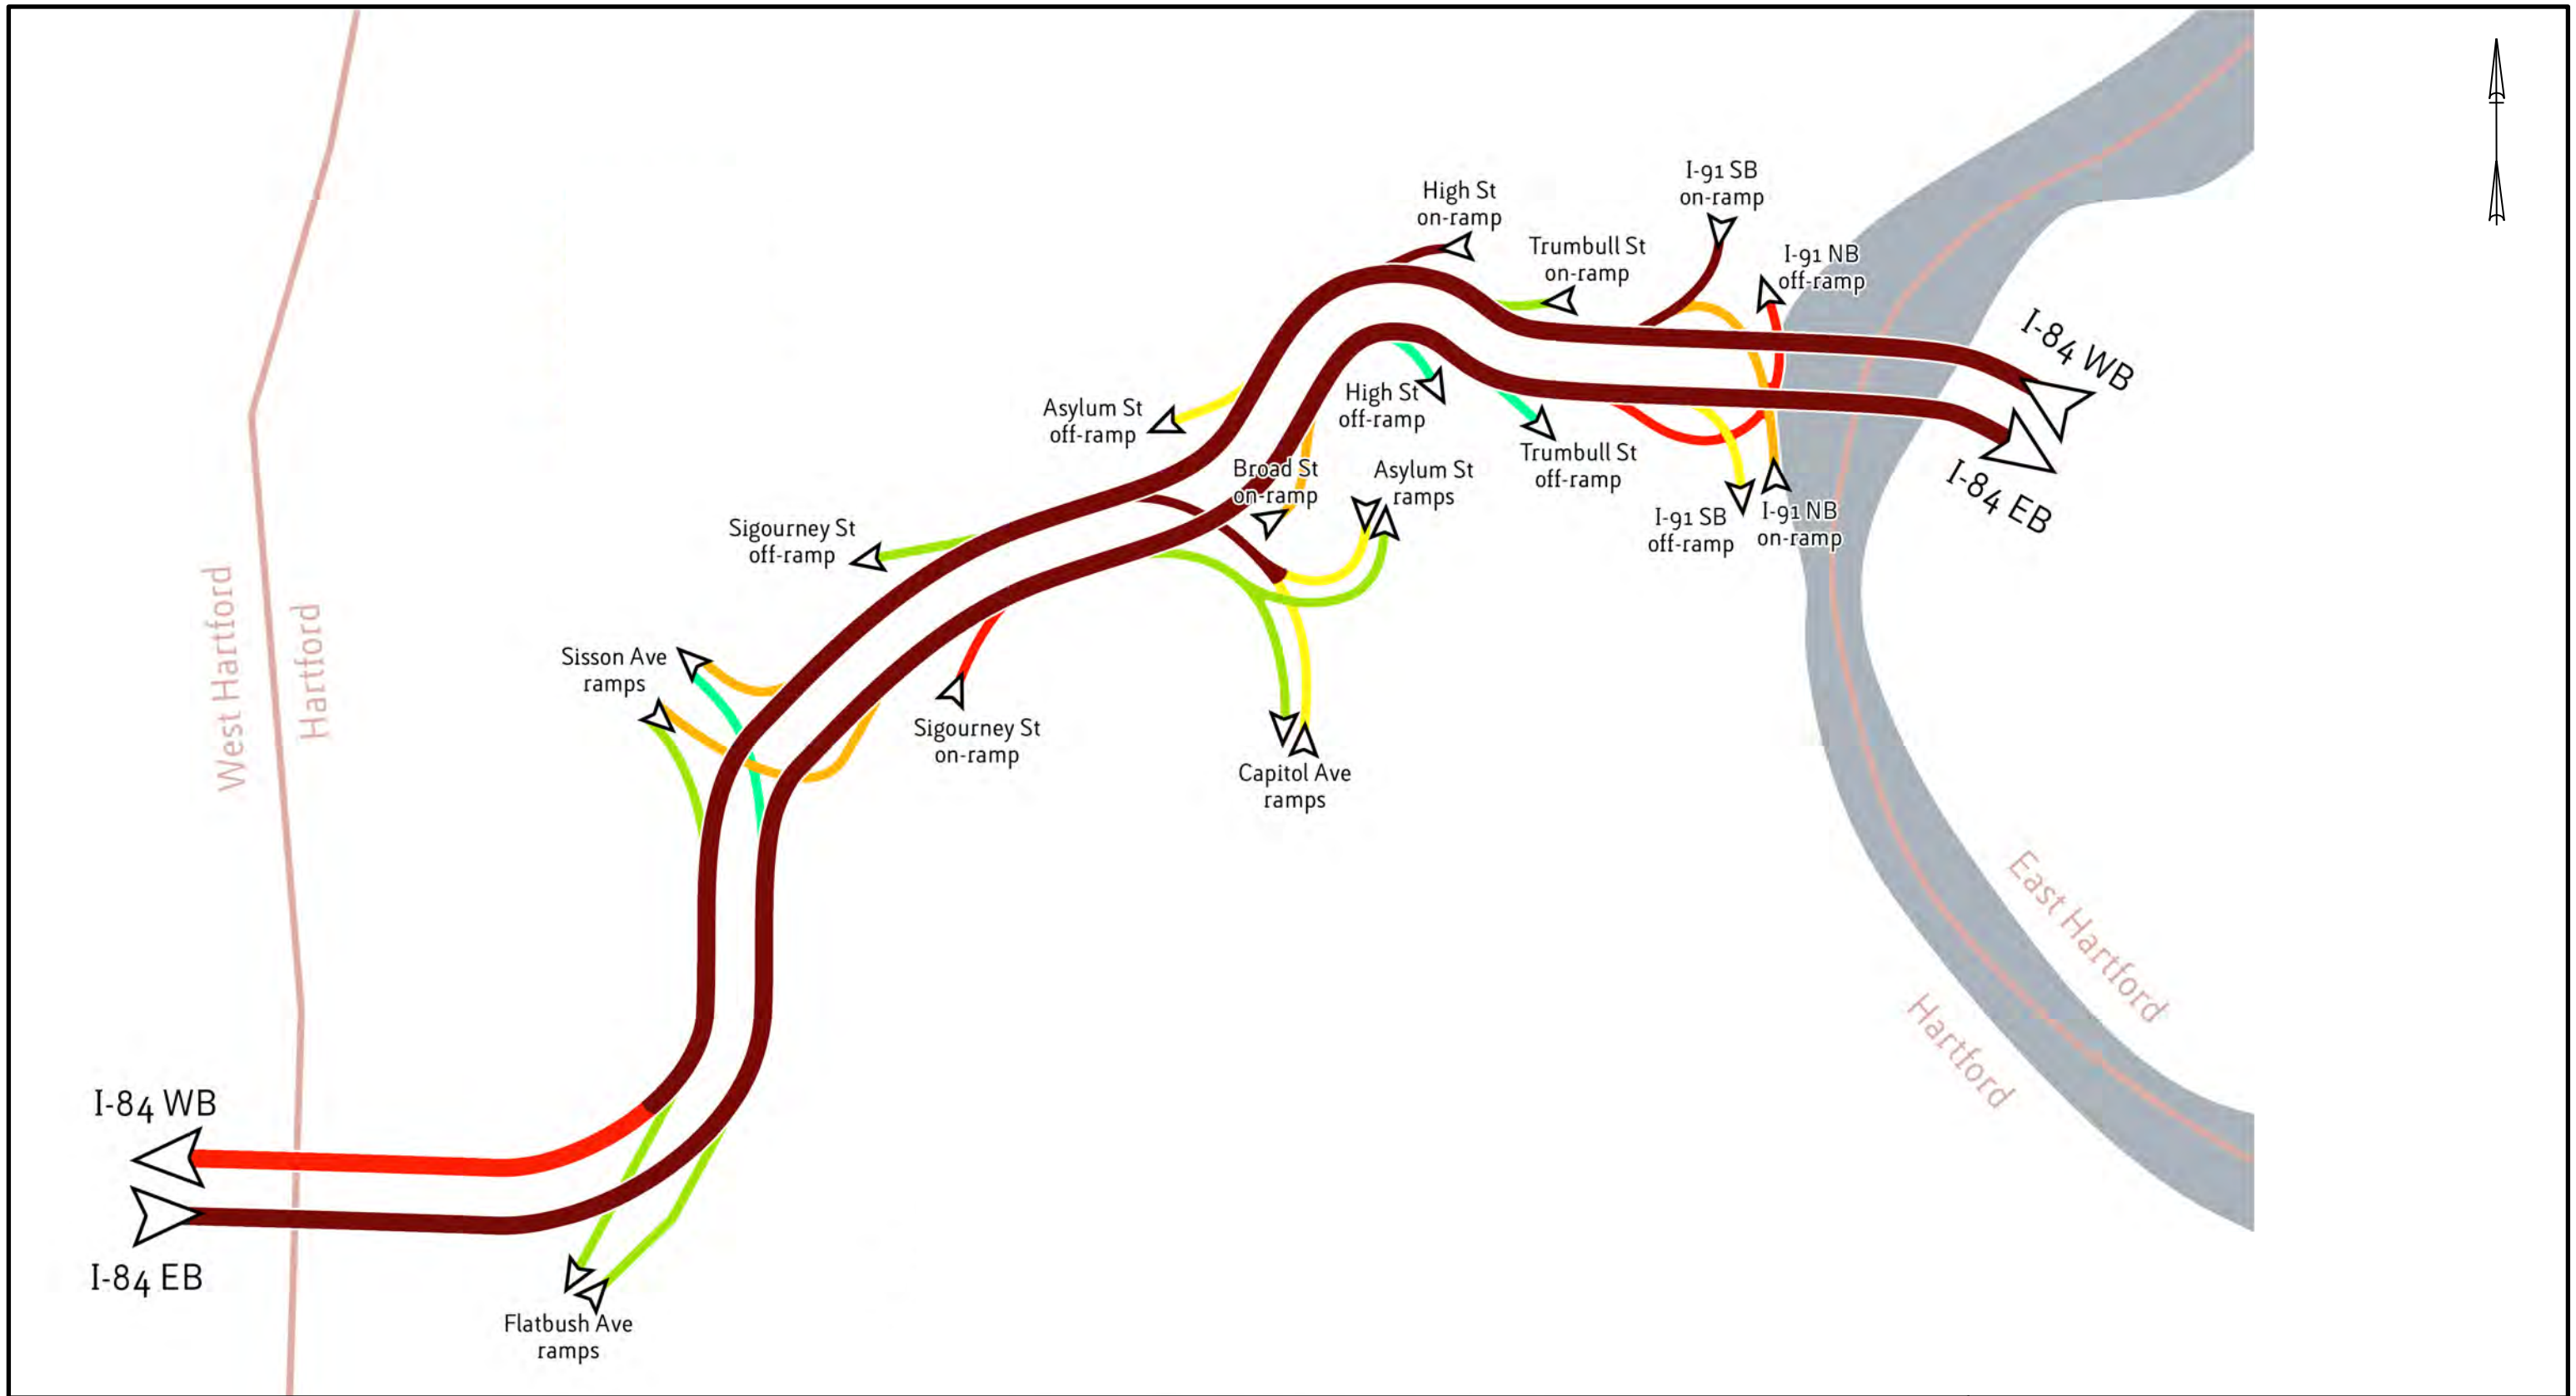 High St
on-ramp
I-91 SB
on-ramp
Trumbull St
on-ramp
I-91 NB
off-ramp
I-84 WB
I-84 EB
Asylum St
off-ramp
High St
off-ramp
Broad St
on-ramp
Asylum St
ramps
Trumbull St
off-ramp
I-91 SB
off-ramp
I-91 NB
on-ramp
Sigourney St
off-ramp
West Hartford
Hartford
Sisson Ave
ramps
Sigourney St
on-ramp
Capitol Ave
ramps
East Hartford
Hartford
I-84 WB
I-84 EB
Flatbush Ave
ramps